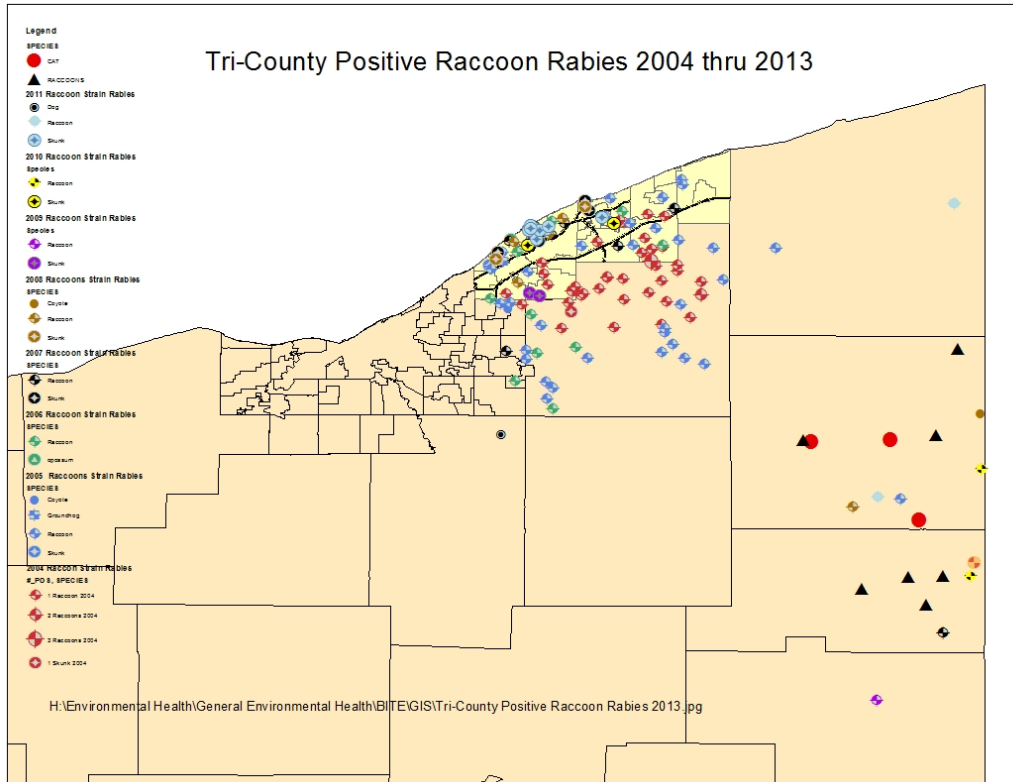 Tri-County Positive Raccoon Rabies 2004 thru 2013
Legend
SPECIES
CAT
RACCOONS
2011 Raccoon Strain Rabies
Dog
Raccoon
Skunk
2010 Raccoon Strain Rabies
Species
Raccoon
Skunk
2009 Raccoon Strain Rabies
Species
Raccoon
Skunk
2008 Raccoons Strain Rabies
SPECIES
Coyote
Raccoon
Skunk
2007 Raccoon Strain Rabies
SPECIES
Raccoon
Skunk
2006 Raccoon Strain Rabies
SPECIES
Raccoon
opossum
2005 Raccoons Strain Rabies
SPECIES
Coyote
Groundhog
Raccoon
Skunk
2004 Raccoon Strain Rabies
#_POS, SPECIES
1 Raccoon 2004
2 Raccoons 2004
3 Raccoons 2004
1 Skunk 2004
H:\Environmental Health\General Environmental Health\BITE\GIS\Tri-County Positive Raccoon Rabies 2013.jpg